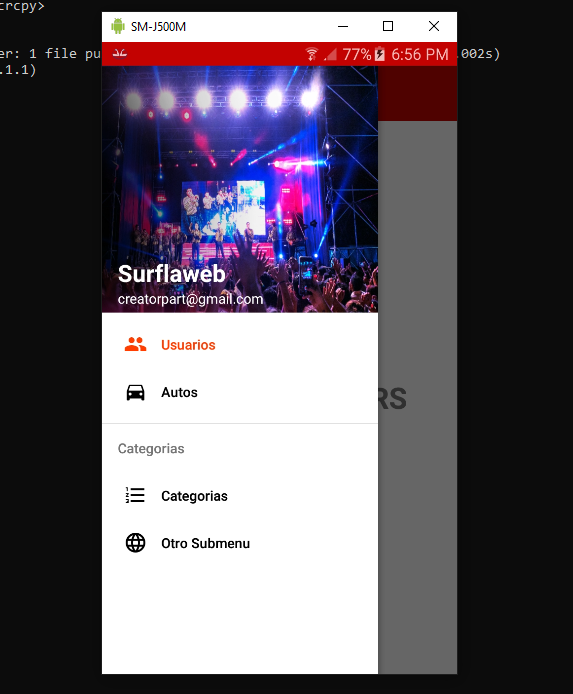 crcpy>
SM-J500M
er: 1 file pu
.002s)
.1.1)
77% 6:56 PM
Surflaweb
creatorpart@gmail.com
Usuarios
Autos
RS
Categorias
Categorias
Otro Submenu